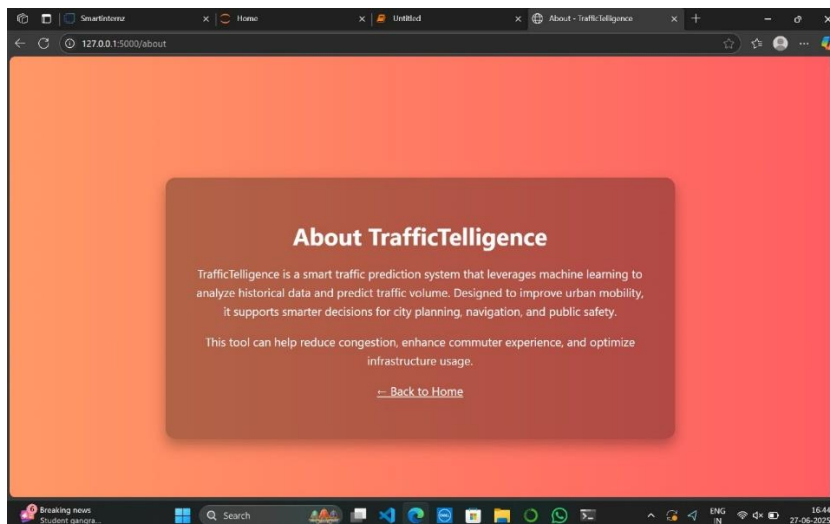 Smartinternz
Home
Untitled
About - TrafficTelligence
127.0.0.1:5000/about
About TrafficTelligence
TrafficTelligence is a smart traffic prediction system that leverages machine learning to
analyze historical data and predict traffic volume. Designed to improve urban mobility,
it supports smarter decisions for city planning, navigation, and public safety.
This tool can help reduce congestion, enhance commuter experience, and optimize
infrastructure usage.
← Back to Home
Breaking news
Student gangra...
Search
ENG
IN
16:44
27-06-2025